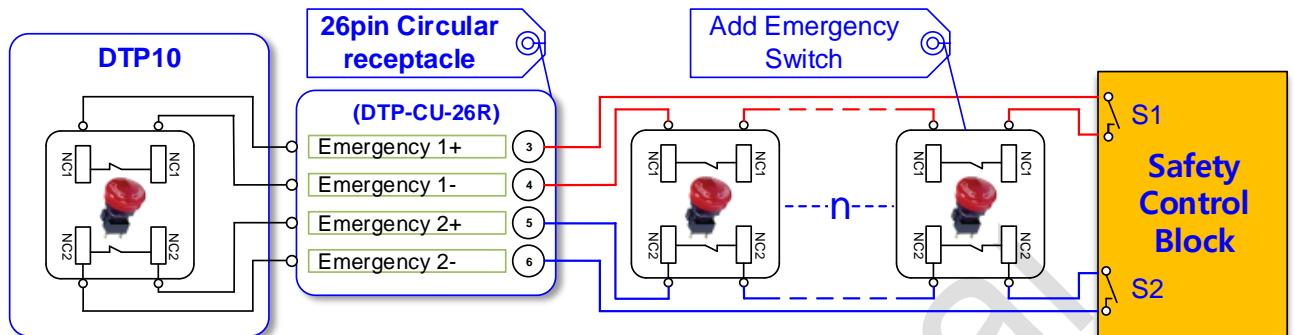 DTP10
26pin Circular
receptacle
Add Emergency
Switch
(DTP-CU-26R)
Emergency 1+
3
Emergency 1-
4
Emergency 2+
5
Emergency 2-
6
NC1
NC1
NC2
NC2
NC1
NC1
NC2
NC2
n
NC1
NC1
NC2
NC2
S1
Safety
Control
Block
S2